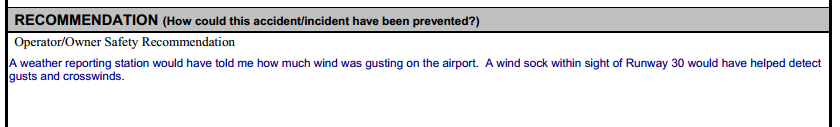 RECOMMENDATION (How could this accident/incident have been prevented?)
Operator/Owner Safety Recommendation
A weather reporting station would have told me how much wind was gusting on the airport.  A wind sock within sight of Runway 30 would have helped detect
gusts and crosswinds.